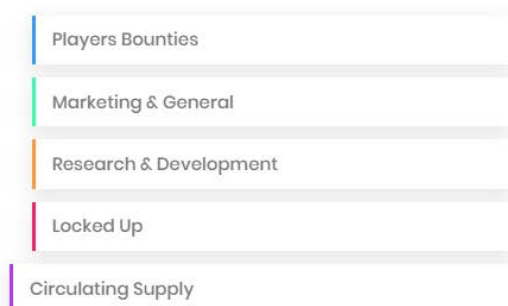 Players Bounties
Marketing & General
Research & Development
Locked Up
Circulating Supply